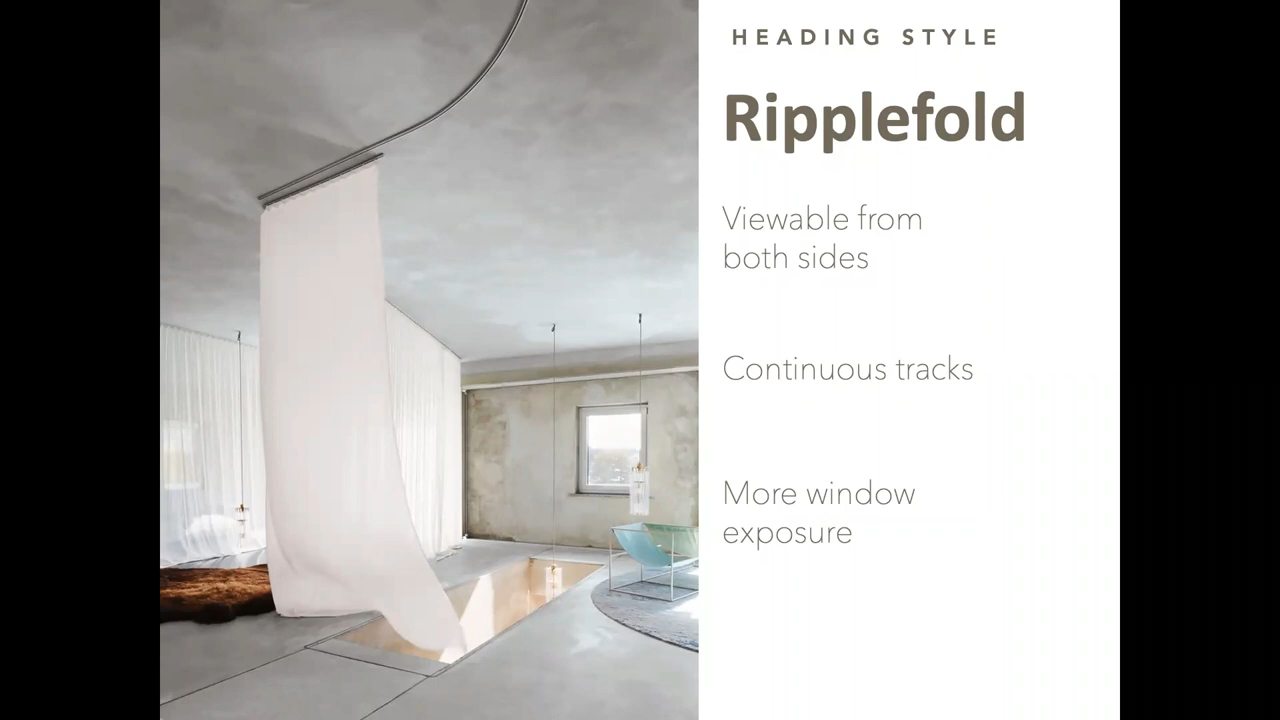 HEADING STYLE
Ripplefold
Viewable from
both sides
Continuous tracks
More window
exposure